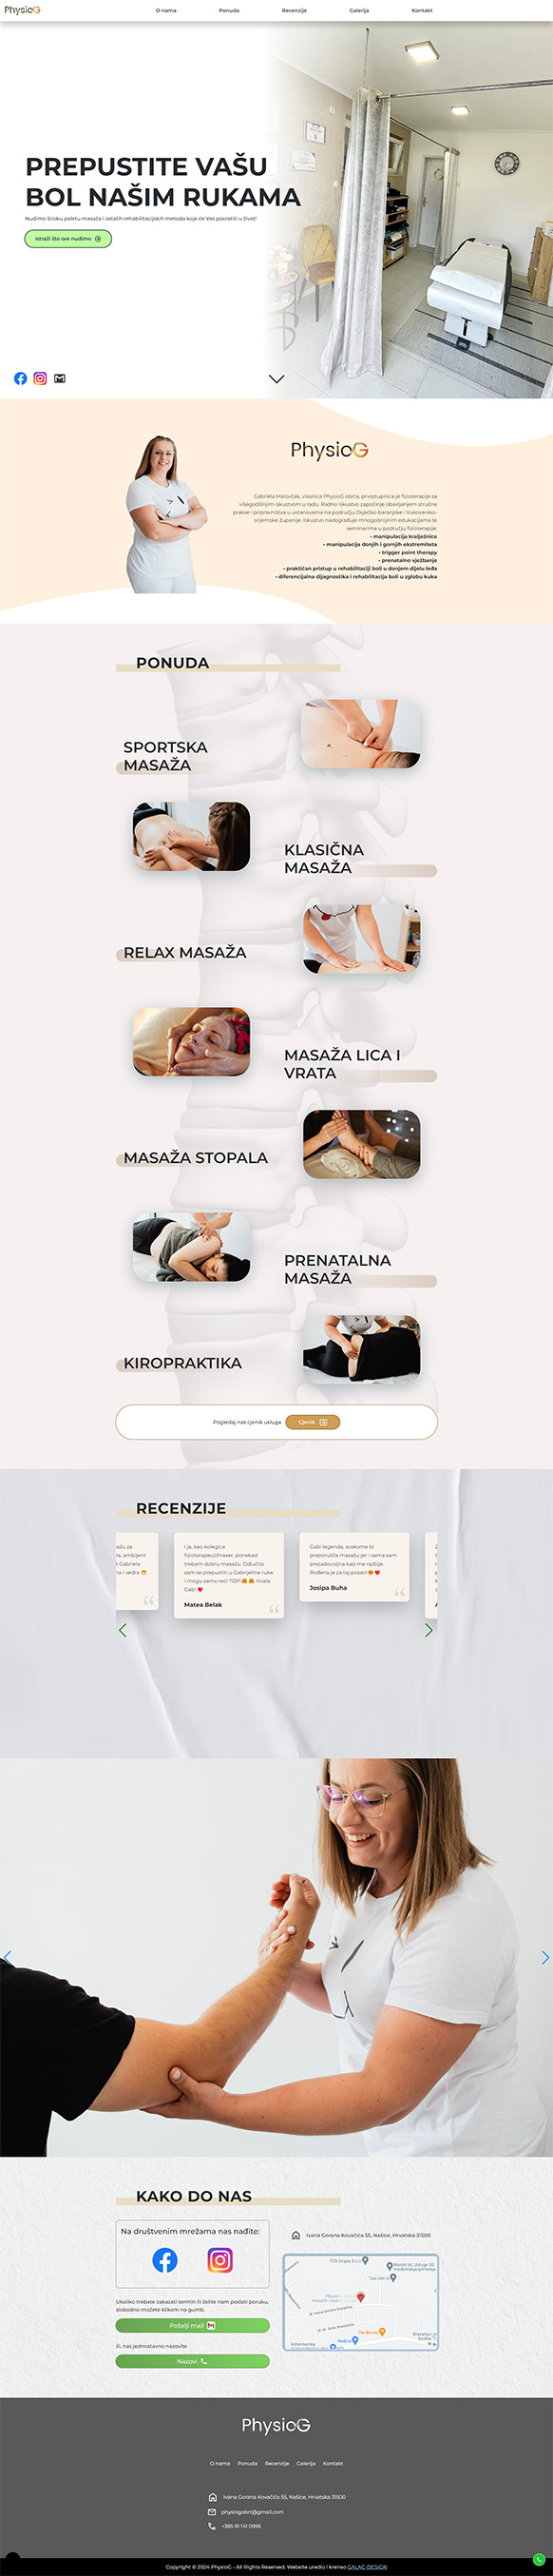 PhysioG
O nama
Ponuda
Recenzije
Galerija
Kontakt
PREPUSTITE VAŠU
BOL NAŠIM RUKAMA
Nudimo široku paletu masaža i ostalih rehabilitacijskih metoda koje će Vas povratiti u život!
Istraži što sve nudimo
PhysioG
Gabriela Malovčak, vlasnica PhysioG obrta, prvostupnica je fizioterapije sa
višegodišnjim iskustvom u radu. Radno iskustvo započinje obavljanjem stručne
prakse i pripravništva u ustanovama na području Osječko-baranjske i Vukovarsko-
srijemske županije. Iskustvo nadograđuje mnogobrojnim edukacijama te
seminarima u području fizioterapije:
• manipulacija kralježnice
• manipulacija donjih i gornjih ekstremiteta
• trigger point therapy
• prenatalno vježbanje
• praktičan pristup u rehabilitaciji boli u donjem dijelu leđa
• diferencijalna dijagnostika i rehabilitacija boli u zglobu kuka
PONUDA
SPORTSKA
MASAŽA
KLASIČNA
MASAŽA
RELAX MASAŽA
MASAŽA LICA I
VRATA
MASAŽA STOPALA
PRENATALNA
MASAŽA
KIROPRAKTIKA
Pogledaj naš cjenik usluga
Cjenik
RECENZIJE
ažu za
ra, ambijent
Gabriela
na i vedra 😁
I ja, kao kolegica
fizioterapeut/maser, ponekad
trebam dobru masažu. Odlučila
sam se prepustiti u Gabrijeline ruke
i mogu samo reći TOP!🤗🤗 Hvala
Gabi ❤️
Matea Belak
Gabi legenda, svakome bi
preporučila masažu jer i sama sam
prezadovoljna kad me razbije.
Rođena je za taj posao!😍❤️
Josipa Buha
KAKO DO NAS
Na društvenim mrežama nas nađite:
Ukoliko trebate zakazati termin ili želite nam poslati poruku,
slobodno možete klikom na gumb.
Pošalji mail
Ili, nas jednostavno nazovite
Nazovi
Ivana Gorana Kovačića 55, Našice, Hrvatska 31500
The Bricks
Našice
PhysioG
O nama
Ponuda
Recenzije
Galerija
Kontakt
Ivana Gorana Kovačića 55, Našice, Hrvatska 31500
physiogobrt@gmail.com
+385 91 141 0995
Copyright © 2024 PhysioG - All Rights Reserved. Website uredio i kreirao GALAC-DESIGN